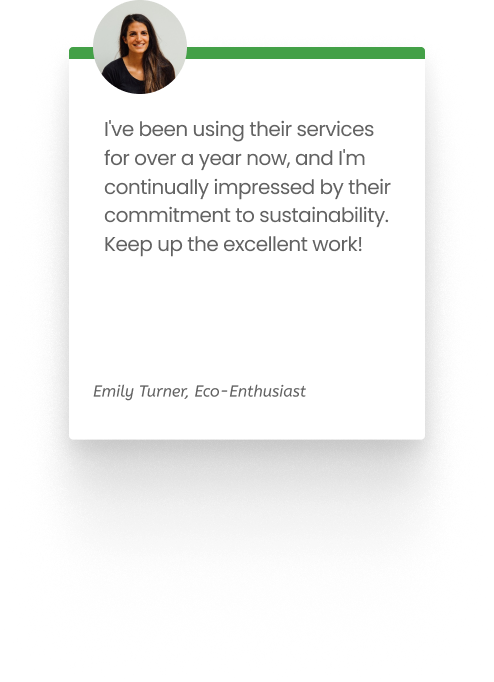 I've been using their services
for over a year now, and I'm
continually impressed by their
commitment to sustainability.
Keep up the excellent work!
Emily Turner, Eco-Enthusiast